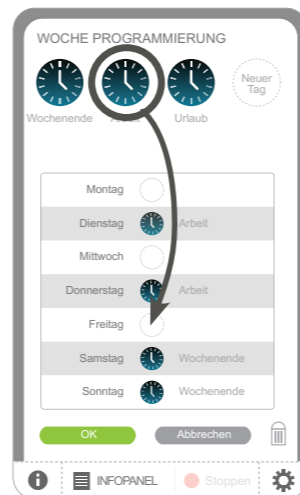 WOCHE PROGRAMMIERUNG
Neuer
Tag
Wochenende Urlaub
Montag
Dienstag Arbeit
Mittwoch
Donnerstag Arbeit
Freitag
Samstag Wochenende
Sonntag Wochenende
OK Abbrechen
INFOPANEL Stoppen